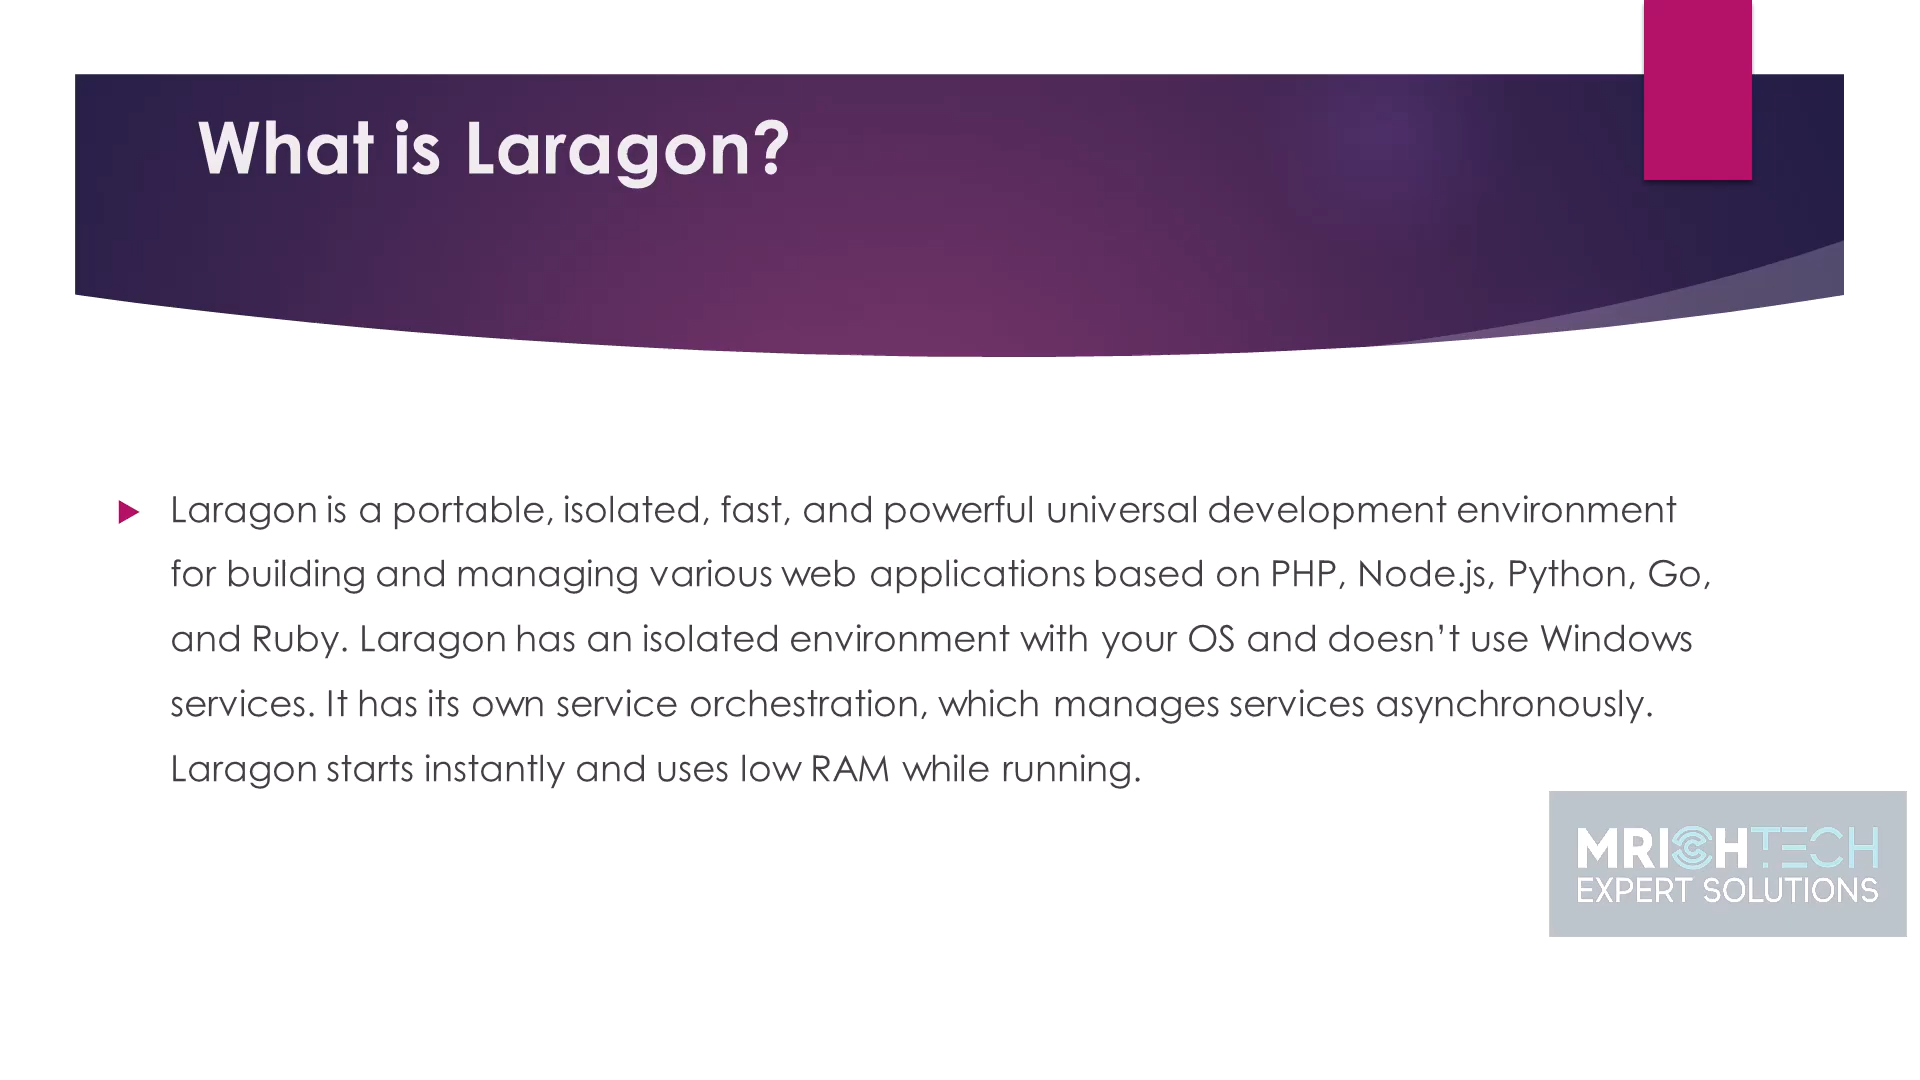 What is Laragon?
Laragon is a portable, isolated, fast, and powerful universal development environment
for building and managing various web applications based on PHP, Node.js, Python, Go,
and Ruby. Laragon has an isolated environment with your OS and doesn’t use Windows
services. It has its own service orchestration, which manages services asynchronously.
Laragon starts instantly and uses low RAM while running.
MRICHTECH
EXPERT SOLUTIONS